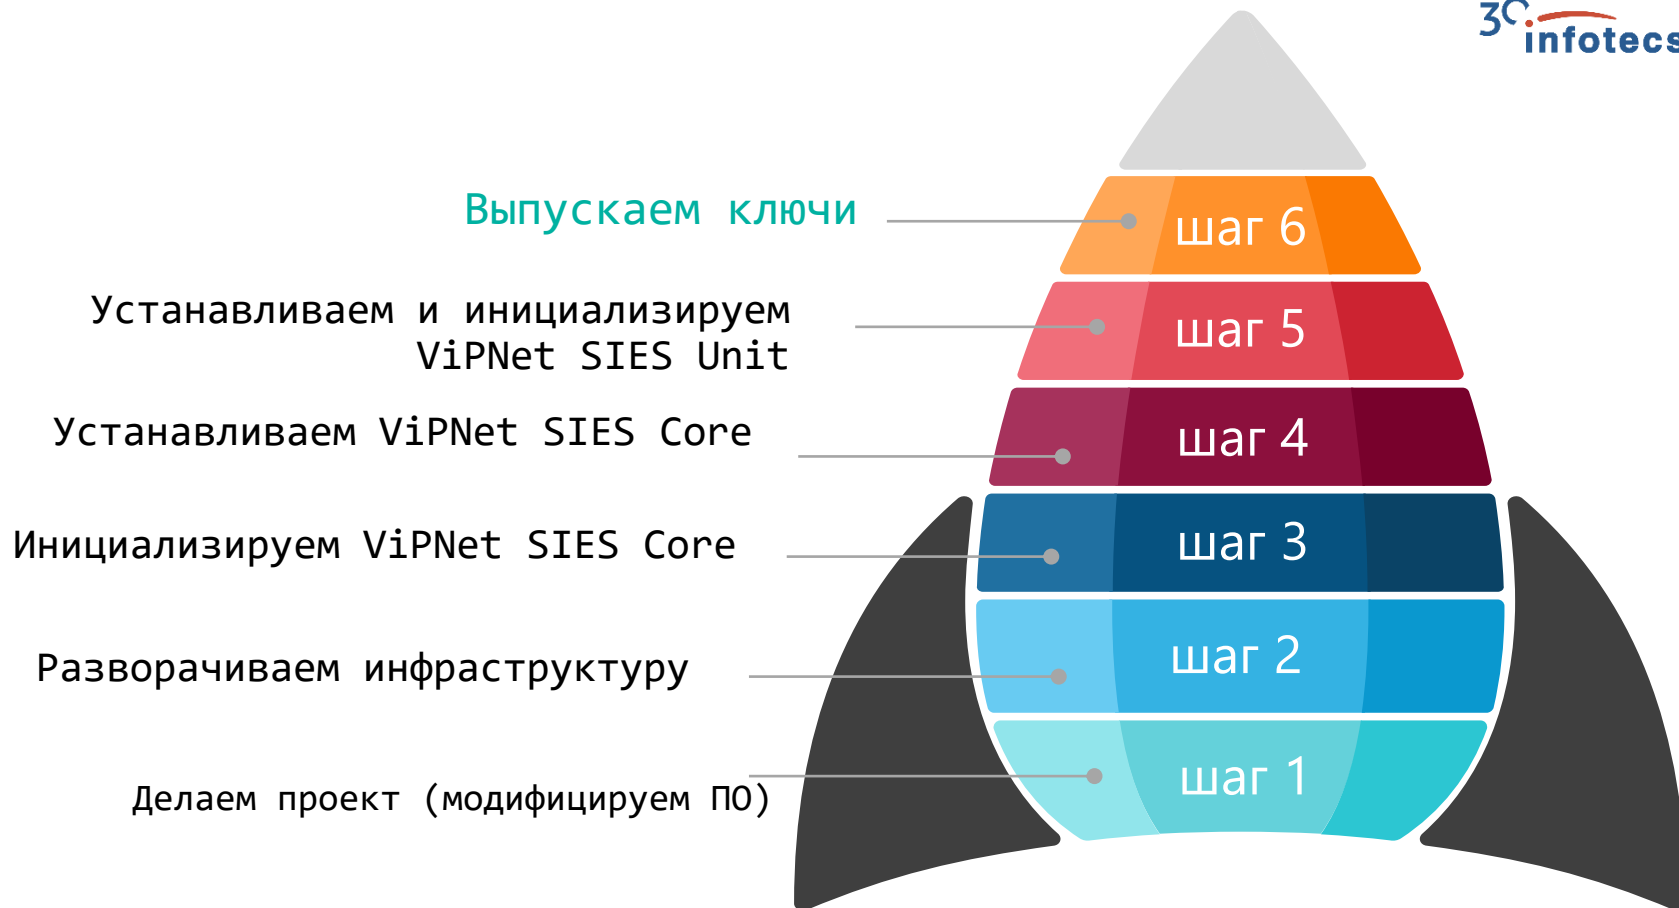 30
infotecs
Выпускаем ключи
шаг 6
Устанавливаем и инициализируем
ViPNet SIES Unit
шаг 5
Устанавливаем ViPNet SIES Core
шаг 4
Инициализируем ViPNet SIES Core
шаг 3
Разворачиваем инфраструктуру
шаг 2
Делаем проект (модифицируем ПО)
шаг 1